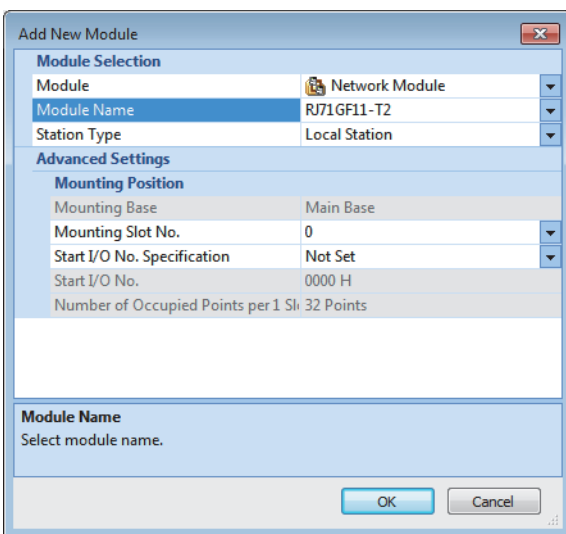 Add New Module
Module Selection
Module Network Module
Module Name RJ71GF11-T2
Station Type Local Station
Advanced Settings
Mounting Position
Mounting Base Main Base
Mounting Slot No. 0
Start I/O No. Specification Not Set
Start I/O No. 0000 H
Number of Occupied Points per 1 Sl 32 Points
Module Name
Select module name.
OK Cancel